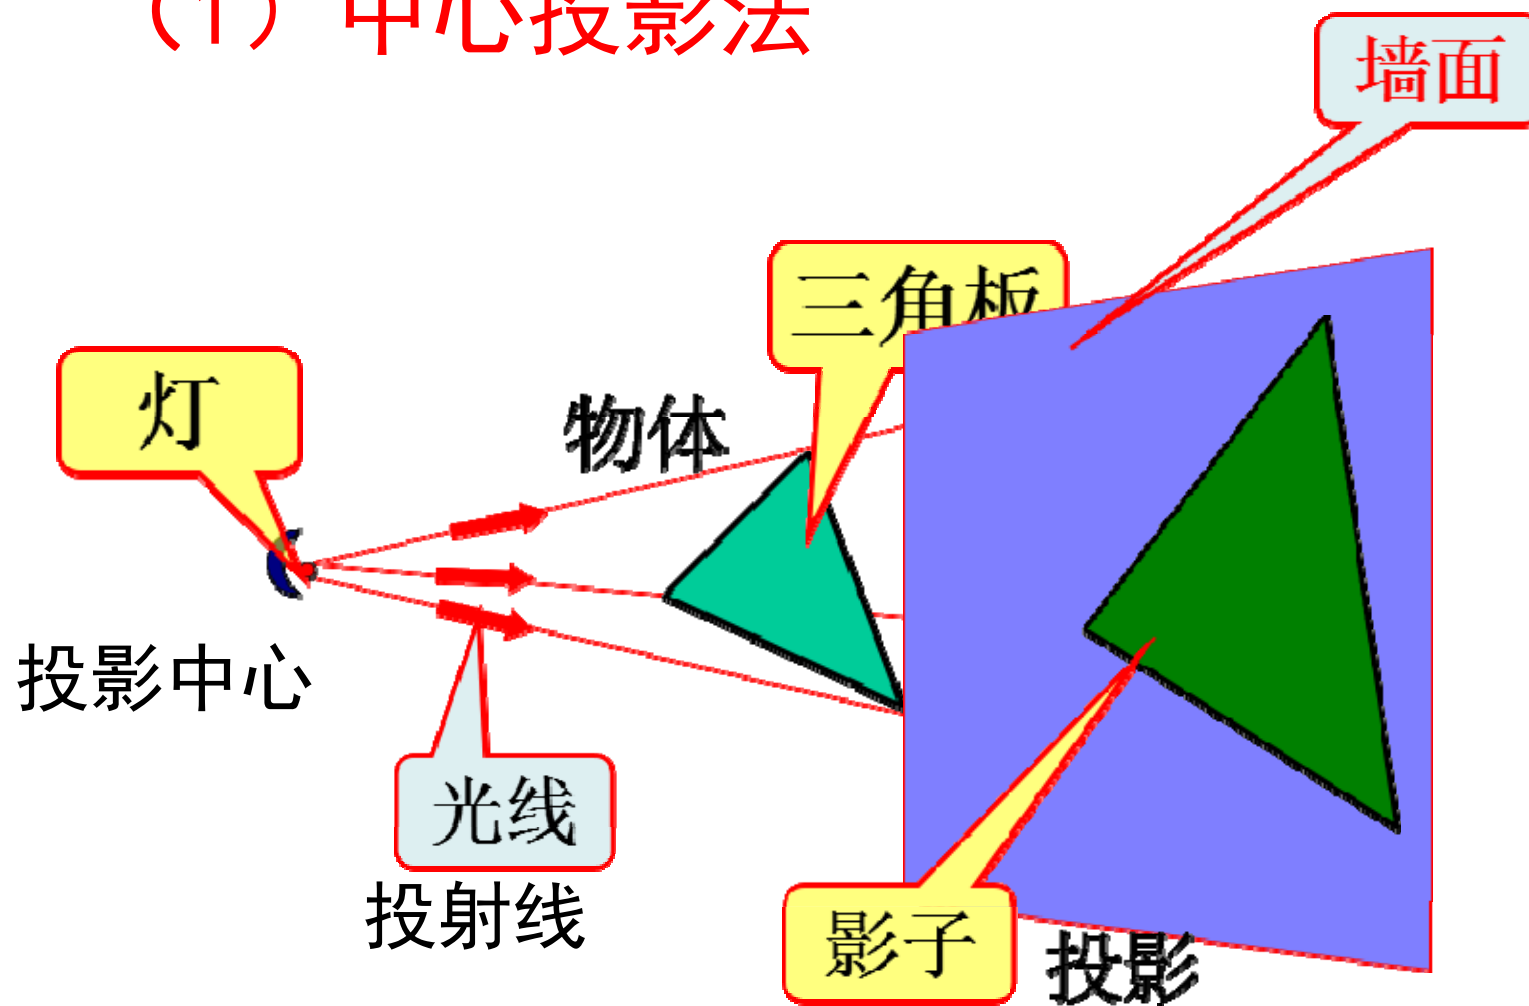 （1）中心投影法
墙面
三角板
灯
物体
投影中心
光线
投射线
影子
投影